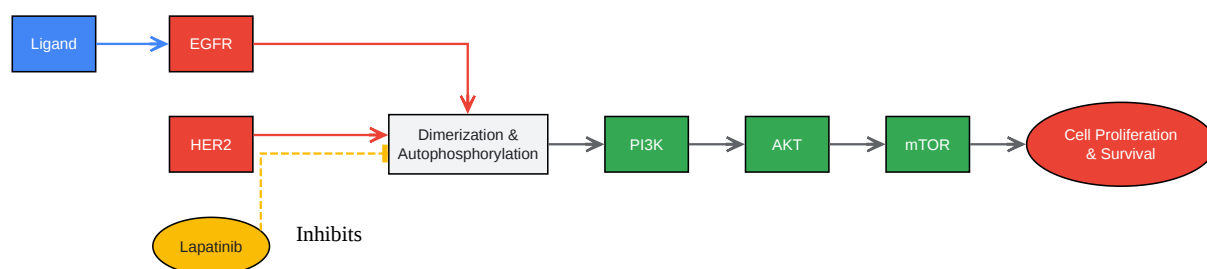 Ligand
EGFR
HER2
Dimerization &
Autophosphorylation
PI3K
AKT
mTOR
Cell Proliferation
& Survival
Lapatinib
Inhibits